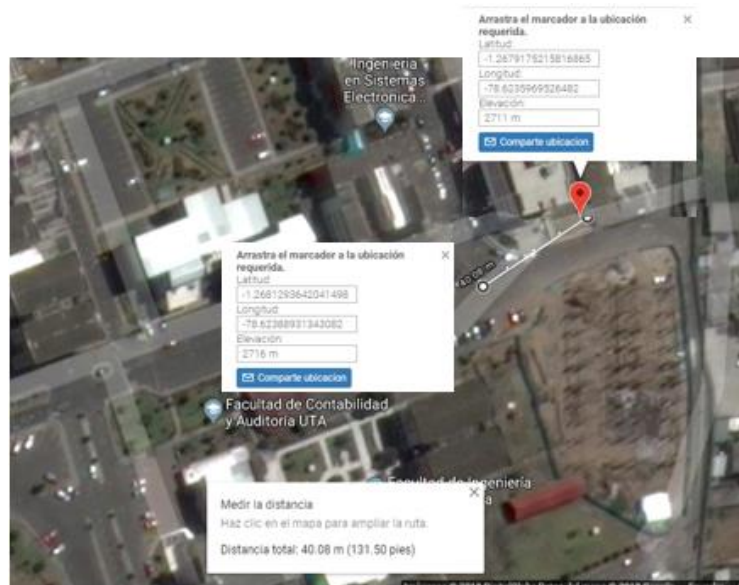 Arrastra el marcador a la ubicación
requerida.
Latitud:
-1.2679175215816865
Longitud:
-78.6235969526482
Elevación:
2711 m
Comparte ubicacion
Ingeniería
en Sistemas
Electronica...
Arrastra el marcador a la ubicación
requerida.
Latitud:
-1.2681293642041498
Longitud:
-78.62388931343082
Elevación:
2716 m
Comparte ubicacion
40.08 m
Facultad de Contabilidad
y Auditoría UTA
Facultad de Ingeniería
Medir la distancia
Haz clic en el mapa para ampliar la ruta.
Distancia total: 40.08 m (131.50 pies)